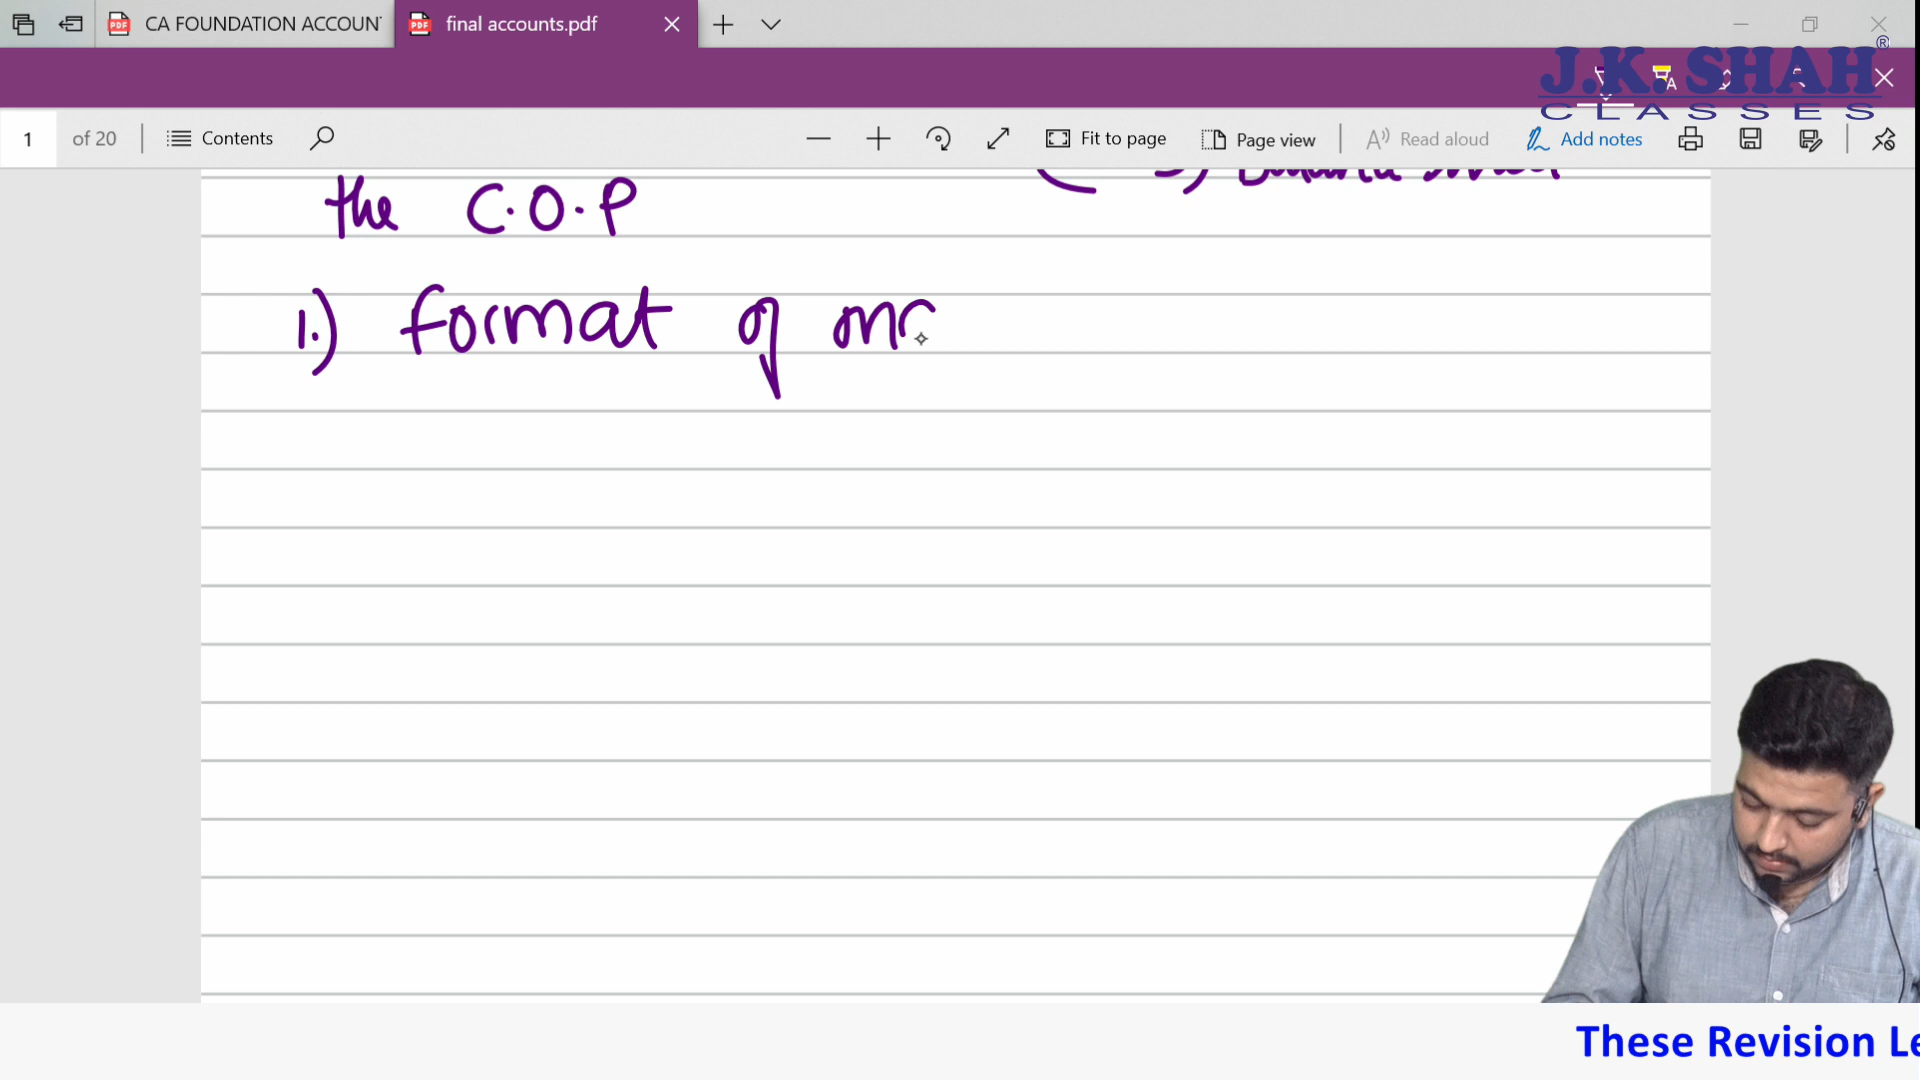 CA FOUNDATION ACCOUN
final accounts.pdf
J.K. SHAH®
CLASSES
1 of 20 Contents Fit to page Page view Read aloud Add notes
the C.O.P
1.) format of
These Revision Le